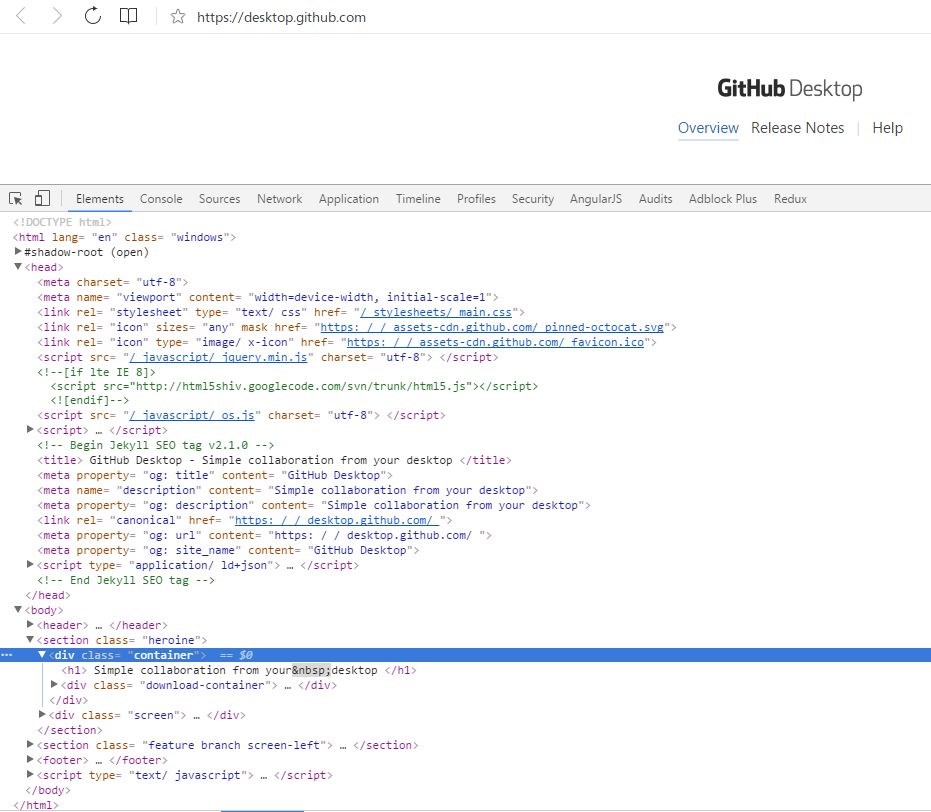 https://desktop.github.com
GitHub Desktop
Overview Release Notes | Help
Elements Console Sources Network Application Timeline Profiles Security AngularJS Audits Adblock Plus Redux
<!DOCTYPE html>
<html lang= "en" class= "windows">
#shadow-root (open)
<head>
<meta charset= "utf-8">
<meta name= "viewport" content= "width=device-width, initial-scale=1">
<link rel= "stylesheet" type= "text/ css" href= "/ stylesheets/ main.css">
<link rel= "icon" sizes= "any" mask href= "https: / / assets-cdn.github.com/ pinned-octocat.svg">
<link rel= "icon" type= "image/ x-icon" href= "https: / / assets-cdn.github.com/ favicon.ico">
<script src= "/ javascript/ jquery.min.js" charset= "utf-8"> </script>
<!--[if lte IE 8]>
<script src="http://html5shiv.googlecode.com/svn/trunk/html5.js"></script>
<![endif]-->
<script src= "/ javascript/ os.js" charset= "utf-8"> </script>
<script> … </script>
<!-- Begin Jekyll SEO tag v2.1.0 -->
<title> GitHub Desktop - Simple collaboration from your desktop </title>
<meta property= "og: title" content= "GitHub Desktop">
<meta name= "description" content= "Simple collaboration from your desktop">
<meta property= "og: description" content= "Simple collaboration from your desktop">
<link rel= "canonical" href= "https: / / desktop.github.com/ ">
<meta property= "og: url" content= "https: / / desktop.github.com/ ">
<meta property= "og: site_name" content= "GitHub Desktop">
<script type= "application/ ld+json"> … </script>
<!-- End Jekyll SEO tag -->
</head>
<body>
<header> … </header>
<section class= "heroine">
… <div class= "container"> == $0
<h1> Simple collaboration from your&nbsp;desktop </h1>
<div class= "download-container"> … </div>
</div>
<div class= "screen"> … </div>
</section>
<section class= "feature branch screen-left"> … </section>
<footer> … </footer>
<script type= "text/ javascript"> … </script>
</body>
</html>